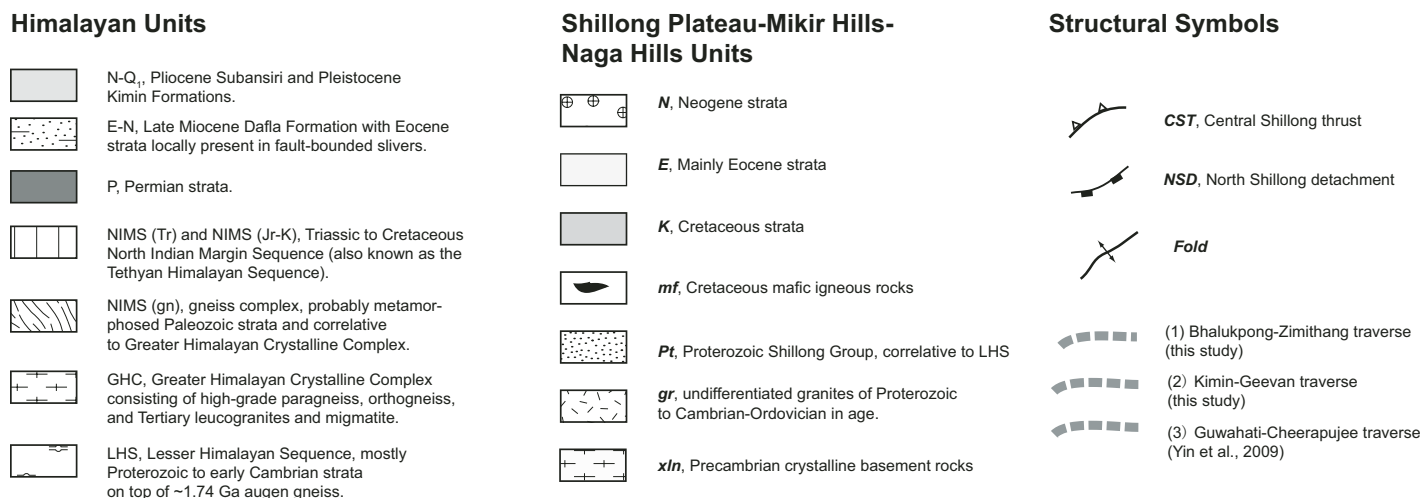 Himalayan Units
N-Q1, Pliocene Subansiri and Pleistocene
Kimin Formations.
E-N, Late Miocene Dafla Formation with Eocene
strata locally present in fault-bounded slivers.
P, Permian strata.
NIMS (Tr) and NIMS (Jr-K), Triassic to Cretaceous
North Indian Margin Sequence (also known as the
Tethyan Himalayan Sequence).
NIMS (gn), gneiss complex, probably metamor-
phosed Paleozoic strata and correlative
to Greater Himalayan Crystalline Complex.
GHC, Greater Himalayan Crystalline Complex
consisting of high-grade paragneiss, orthogneiss,
and Tertiary leucogranites and migmatite.
LHS, Lesser Himalayan Sequence, mostly
Proterozoic to early Cambrian strata
on top of ~1.74 Ga augen gneiss.
Shillong Plateau-Mikir Hills-
Naga Hills Units
N, Neogene strata
E, Mainly Eocene strata
K, Cretaceous strata
mf, Cretaceous mafic igneous rocks
Pt, Proterozoic Shillong Group, correlative to LHS
gr, undifferentiated granites of Proterozoic
to Cambrian-Ordovician in age.
xln, Precambrian crystalline basement rocks
Structural Symbols
CST, Central Shillong thrust
NSD, North Shillong detachment
Fold
(1) Bhalukpong-Zimithang traverse
(this study)
(2) Kimin-Geevan traverse
(this study)
(3) Guwahati-Cheerapujee traverse
(Yin et al., 2009)